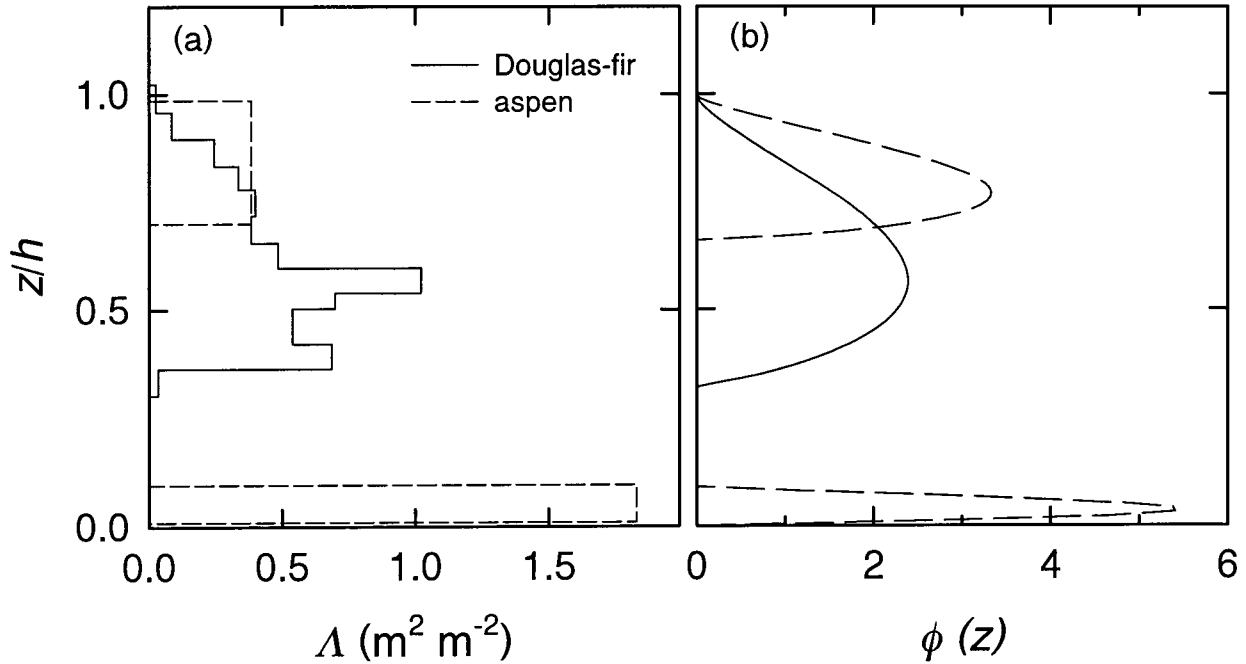 (a)
Douglas-fir
aspen
(b)
1.0
0.5
0.0
z/h
0.0 0.5 1.0 1.5
0 2 4 6
Λ (m² m⁻²)
ϕ (z)